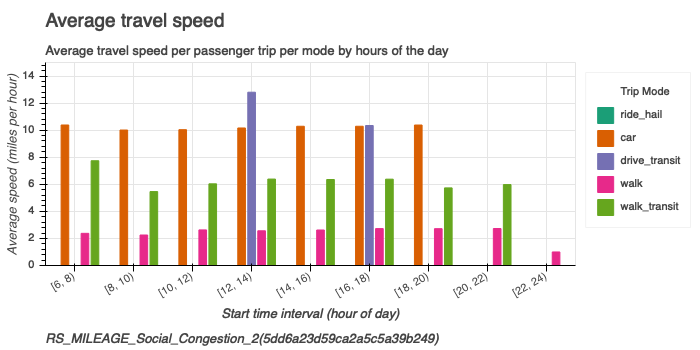 Average travel speed
Average travel speed per passenger trip per mode by hours of the day
Average speed (miles per hour)
14
12
10
8
6
4
2
0
[6, 8)
[8, 10)
[10, 12)
[12, 14)
[14, 16)
[16, 18)
[18, 20)
[20, 22)
[22, 24)
Start time interval (hour of day)
Trip Mode
ride_hail
car
drive_transit
walk
walk_transit
RS_MILEAGE_Social_Congestion_2(5dd6a23d59ca2a5c5a39b249)